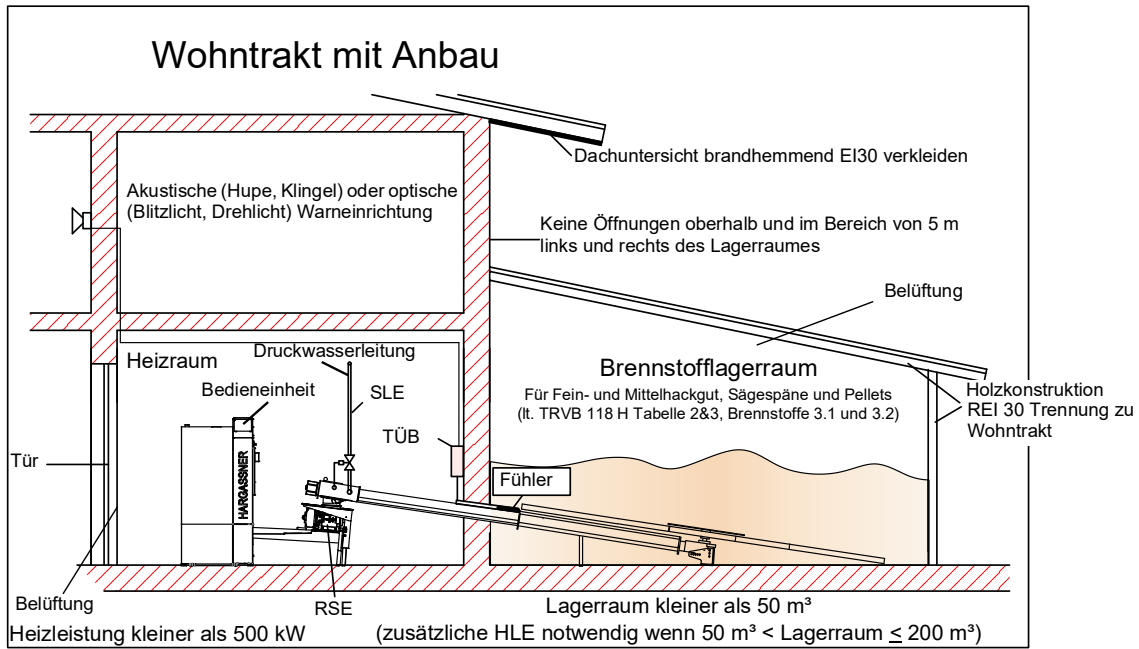 Wohntrakt mit Anbau
Dachuntersicht brandhemmend EI30 verkleiden
Akustische (Hupe, Klingel) oder optische
(Blitzlicht, Drehlicht) Warneinrichtung
Keine Öffnungen oberhalb und im Bereich von 5 m
links und rechts des Lagerraumes
Belüftung
Heizraum
Druckwasserleitung
Bedieneinheit
SLE
TÜB
Brennstofflagerraum
Für Fein- und Mittelhackgut, Sägespäne und Pellets
(lt. TRVB 118 H Tabelle 2&3, Brennstoffe 3.1 und 3.2)
Holzkonstruktion
REI 30 Trennung zu
Wohntrakt
Tür
Fühler
HARGASSNER
Belüftung
RSE
Lagerraum kleiner als 50 m³
Heizleistung kleiner als 500 kW
(zusätzliche HLE notwendig wenn 50 m³ < Lagerraum ≤ 200 m³)